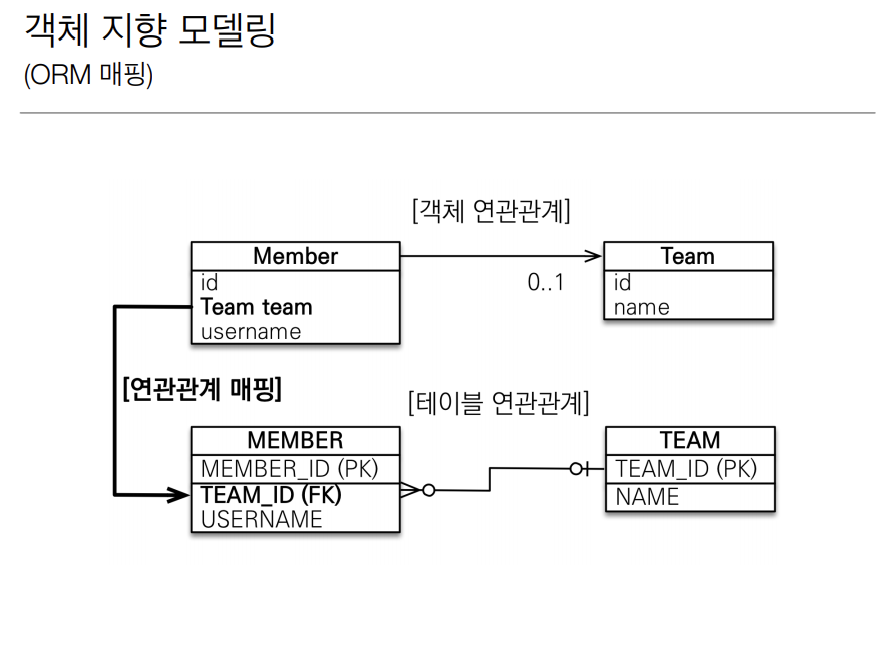 객체 지향 모델링
(ORM 매핑)
[객체 연관관계]
Member
id
Team team
username
0..1
Team
id
name
[연관관계 매핑]
[테이블 연관관계]
MEMBER
MEMBER_ID (PK)
TEAM_ID (FK)
USERNAME
TEAM
TEAM_ID (PK)
NAME